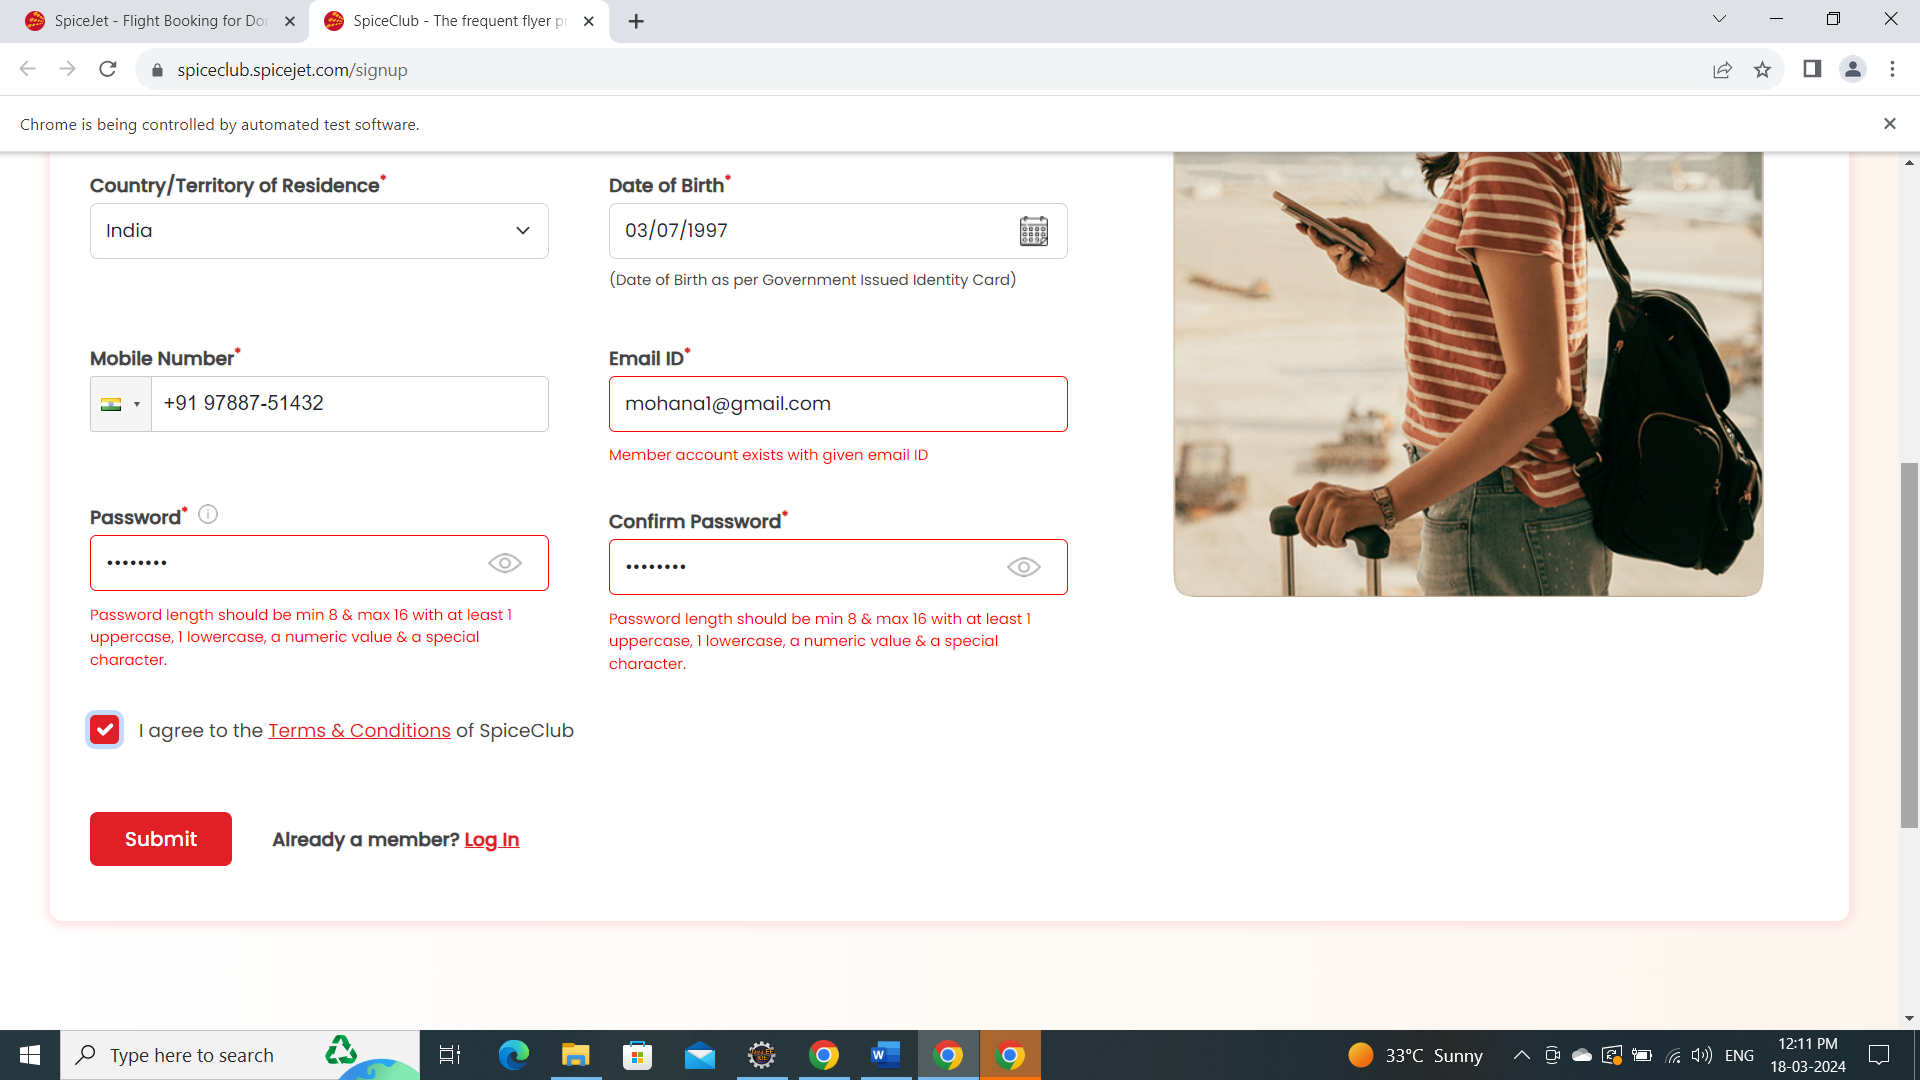 SpiceJet - Flight Booking for Dor
SpiceClub - The frequent flyer pr
spiceclub.spicejet.com/signup
Chrome is being controlled by automated test software.
Country/Territory of Residence*
Date of Birth*
India
03/07/1997
(Date of Birth as per Government Issued Identity Card)
Mobile Number*
Email ID*
+91 97887-51432
mohana1@gmail.com
Member account exists with given email ID
Password*
Confirm Password*
••••••••
••••••••
Password length should be min 8 & max 16 with at least 1
uppercase, 1 lowercase, a numeric value & a special
character.
Password length should be min 8 & max 16 with at least 1
uppercase, 1 lowercase, a numeric value & a special
character.
I agree to the Terms & Conditions of SpiceClub
Submit
Already a member? Log In
Type here to search
33°C Sunny
ENG
12:11 PM
18-03-2024